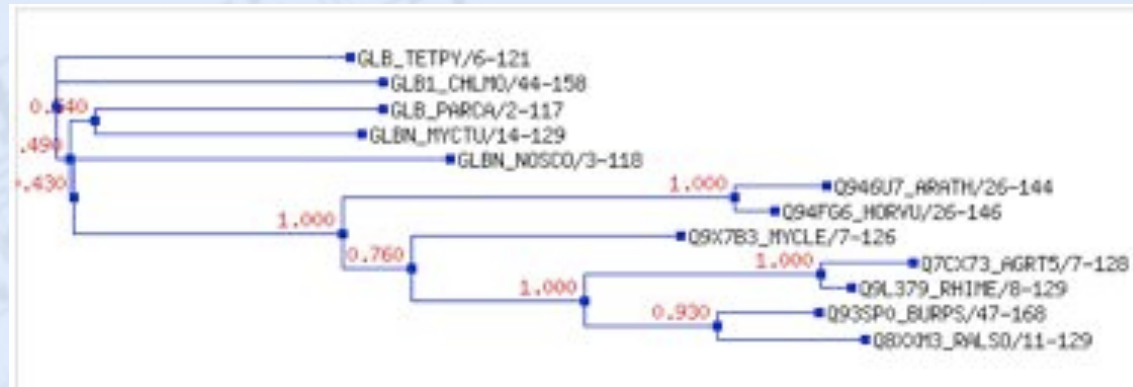 GLB_TETPY/6-121
GLB1_CHLMO/44-158
GLB_PARCA/2-117
GLBN_MYCTU/14-129
.490
GLBN_NOSCO/3-118
.430
1.000
Q946U7_ARATH/26-144
Q94FG6_HORVU/26-146
1.000
Q9X7B3_MYCLE/7-126
0.760
1.000
Q7CX73_AGRT5/7-128
1.000
Q9L379_RHIME/8-129
0.930
Q93SP0_BURPS/47-168
Q8XXM3_RALSO/11-129